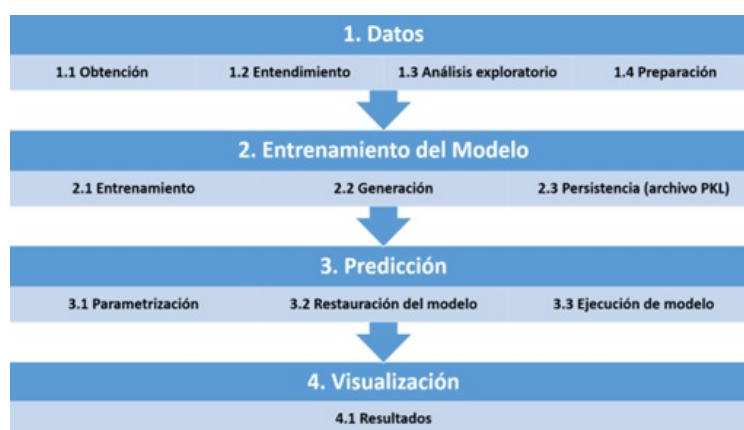 1. Datos
1.1 Obtención 1.2 Entendimiento 1.3 Análisis exploratorio 1.4 Preparación
2. Entrenamiento del Modelo
2.1 Entrenamiento 2.2 Generación 2.3 Persistencia (archivo PKL)
3. Predicción
3.1 Parametrización 3.2 Restauración del modelo 3.3 Ejecución de modelo
4. Visualización
4.1 Resultados